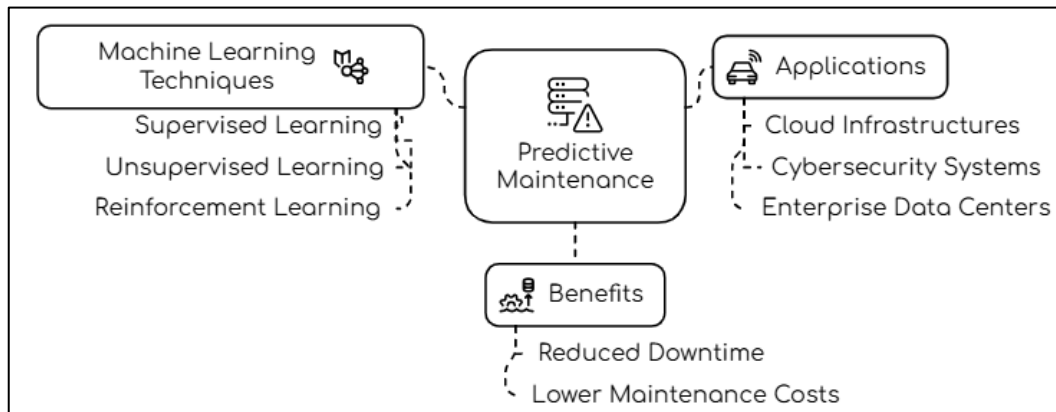 Machine Learning
Techniques
Supervised Learning
Unsupervised Learning
Reinforcement Learning
Predictive
Maintenance
Applications
Cloud Infrastructures
Cybersecurity Systems
Enterprise Data Centers
Benefits
Reduced Downtime
Lower Maintenance Costs